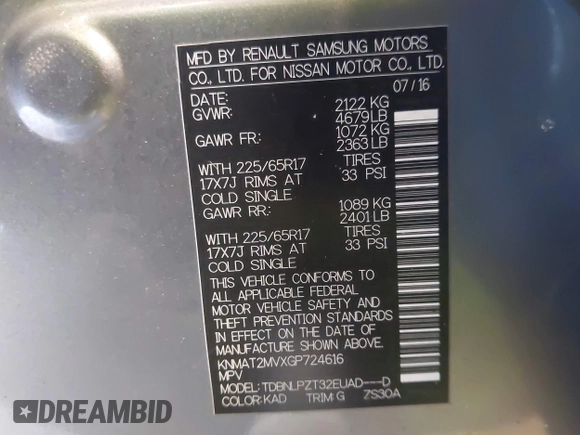 MFD BY RENAULT SAMSUNG MOTORS
CO., LTD. FOR NISSAN MOTOR CO., LTD.
07/16
DATE:
GVWR: 2122 KG
4679 LB
GAWR FR: 1072 KG
2363 LB
WITH 225/65R17 TIRES
17X7J RIMS AT 33 PSI
COLD SINGLE
GAWR RR: 1089 KG
2401 LB
WITH 225/65R17 TIRES
17X7J RIMS AT 33 PSI
COLD SINGLE
THIS VEHICLE CONFORMS TO
ALL APPLICABLE FEDERAL
MOTOR VEHICLE SAFETY AND
THEFT PREVENTION STANDARDS
IN EFFECT ON THE DATE OF
MANUFACTURE SHOWN ABOVE.
KNMAT2MVXGP724616
MPV
MODEL: TDBNLPZT32EUAD---D
COLOR: KAD TRIM: G ZS30A
DREAMBID